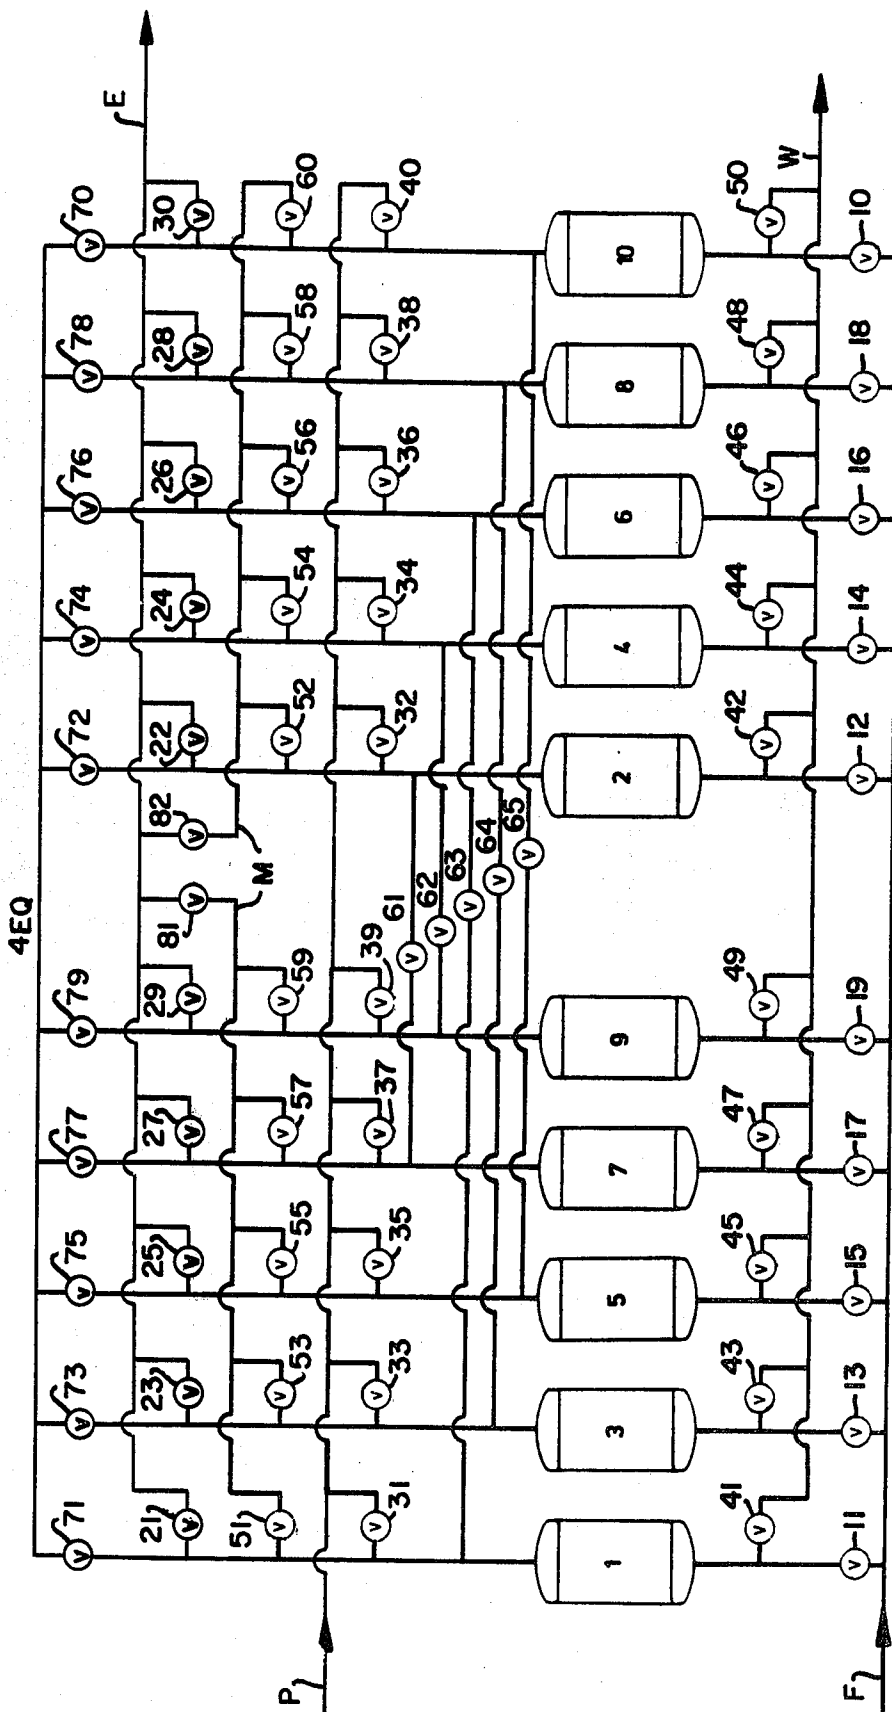 4EQ
71 73 75 77 79 72 74 76 78 70
E
21 23 25 27 29 81 82 22 24 26 28 30
M
51 53 55 57 59 52 54 56 58 60
P
31 33 35 37 39 32 34 36 38 40
61
62
63
64
65
V V V V V V V V V V
V V V V V V V V V V V V
V V V V V V V V V V
V V V V V V V V V V
V V V V V
1 3 5 7 9 2 4 6 8 10
41 43 45 47 49 42 44 46 48 50
V V V V V V V V V V
W
11 13 15 17 19 12 14 16 18 10
V V V V V V V V V V
F